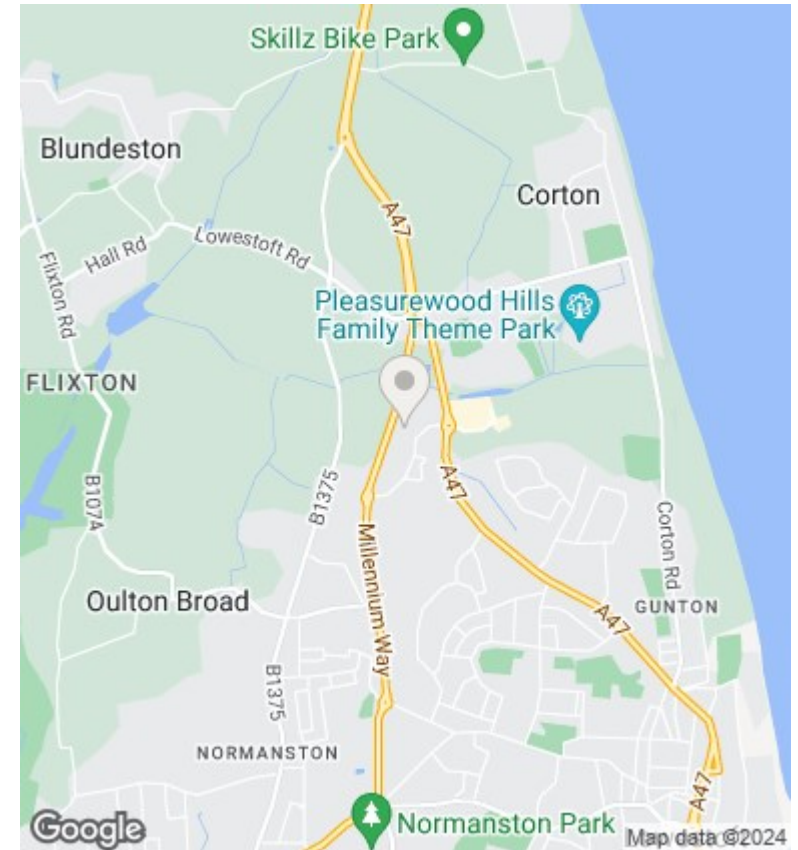 Skillz Bike Park
Blundeston
Corton
A47
Hall Rd
Lowestoft Rd
Flixton Rd
Pleasurewood Hills
Family Theme Park
FLIXTON
A47
B1074
B1375
Millennium Way
Corton Rd
Oulton Broad
GUNTON
A47
B1375
NORMANSTON
A47
Normanston Park
Google
Map data ©2024